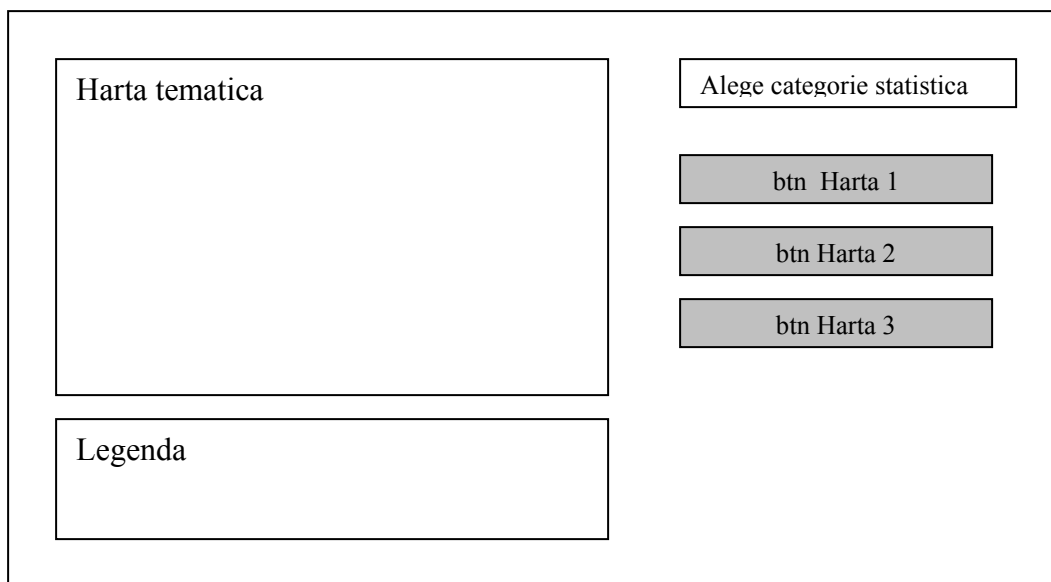 Harta tematica
Alege categorie statistica
btn  Harta 1
btn Harta 2
btn Harta 3
Legenda